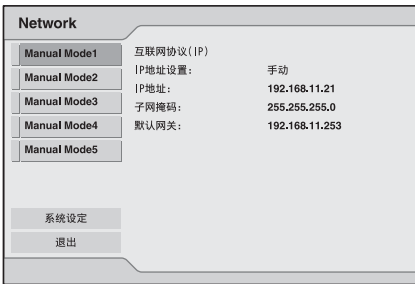 Network
Manual Mode1
Manual Mode2
Manual Mode3
Manual Mode4
Manual Mode5
系统设定
退出
互联网协议(IP)
IP地址设置: 手动
IP地址: 192.168.11.21
子网掩码: 255.255.255.0
默认网关: 192.168.11.253